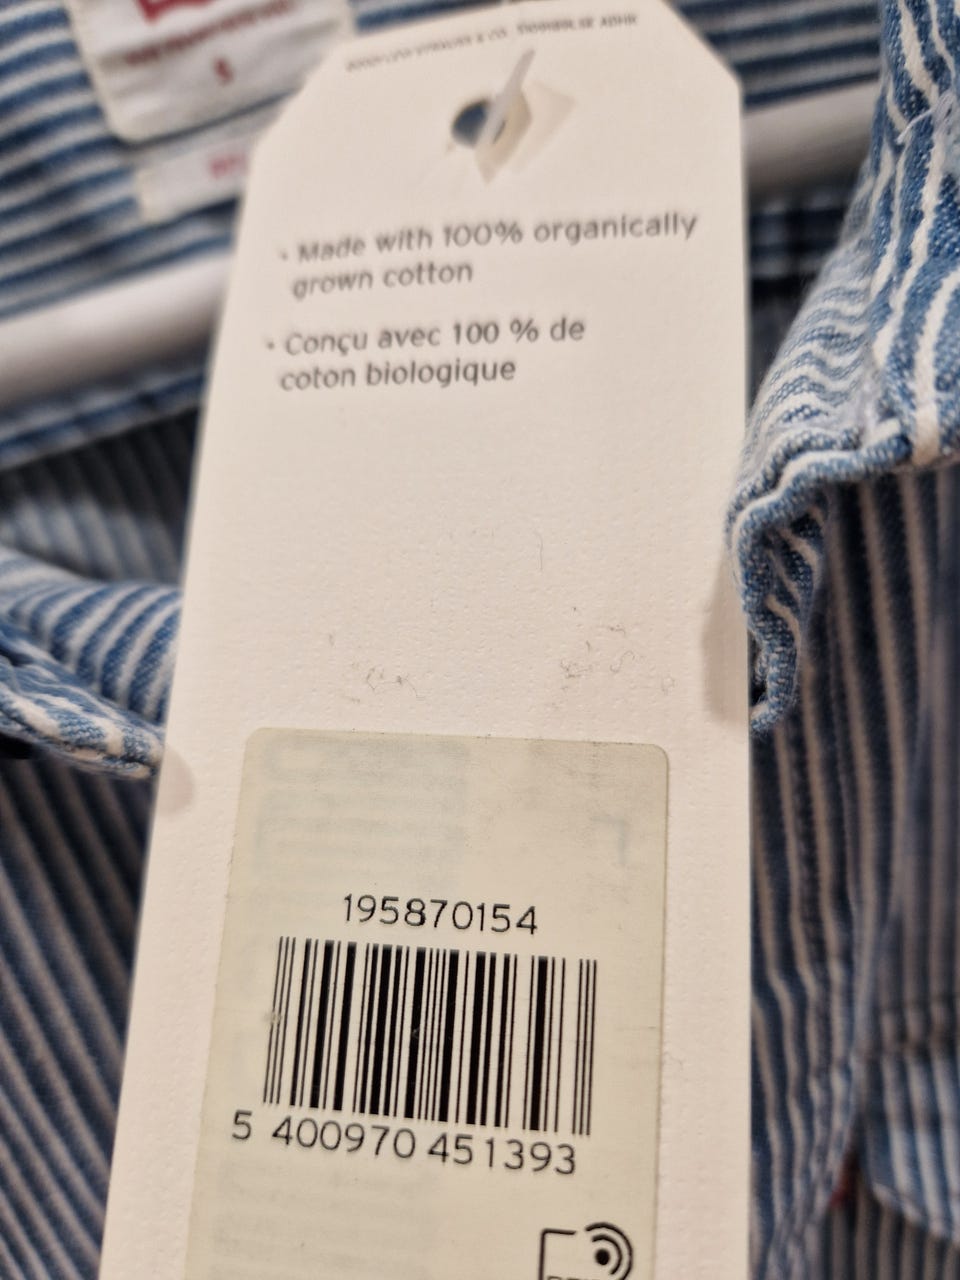 S
• Made with 100% organically
grown cotton
• Conçu avec 100 % de
coton biologique
195870154
5 400970 451393